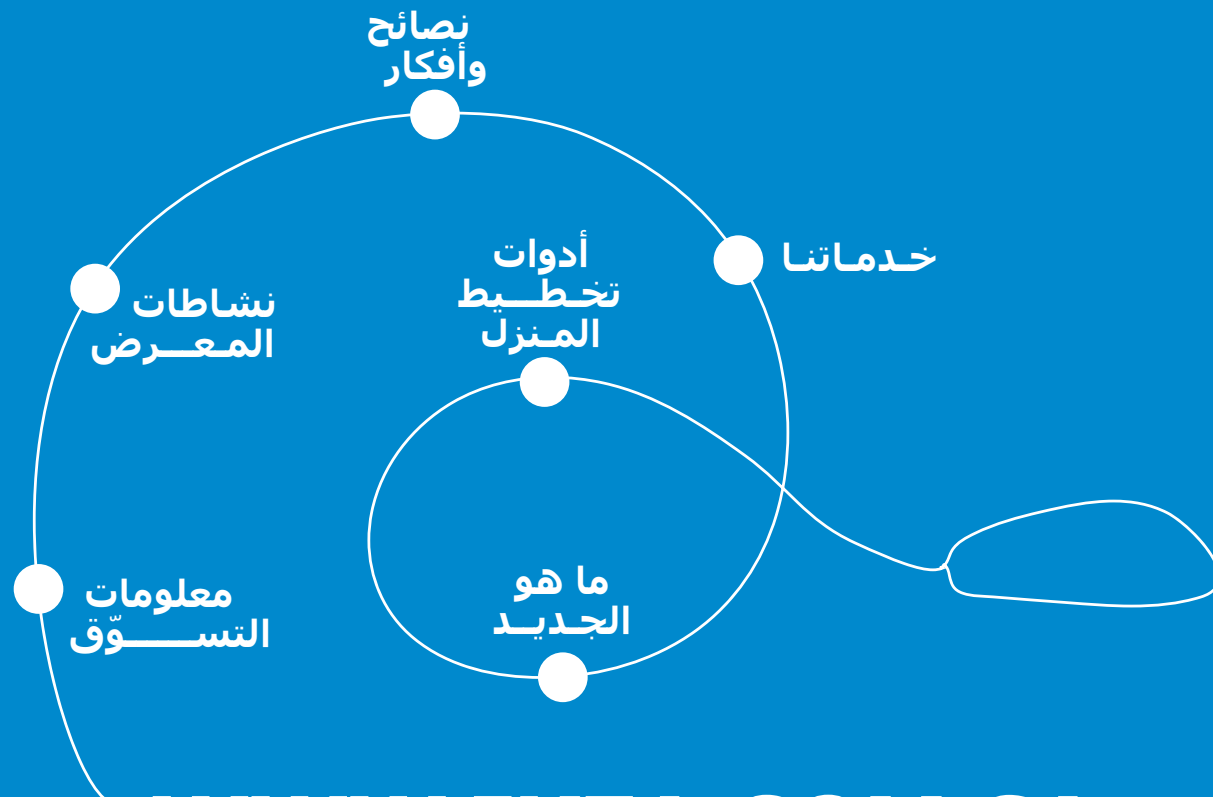 نصائح
وأفكار
خدماتنا
أدوات
تخطيط
المنزل
نشاطات
المعرض
ما هو
الجديد
معلومات
التسوّق